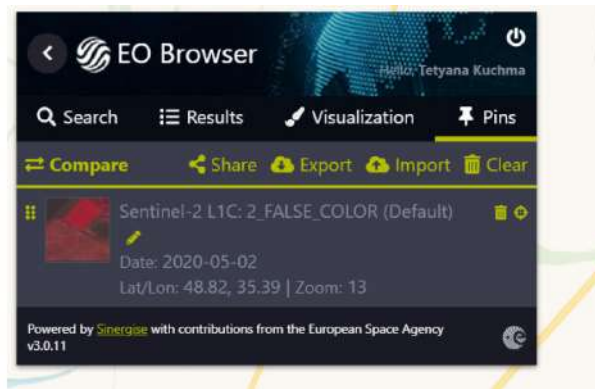 EO Browser
Hello, Tetyana Kuchma
Search Results Visualization Pins
Compare Share Export Import Clear
Sentinel-2 L1C: 2_FALSE_COLOR (Default)
Date: 2020-05-02
Lat/Lon: 48.82, 35.39 | Zoom: 13
Powered by Sinergise with contributions from the European Space Agency
v3.0.11